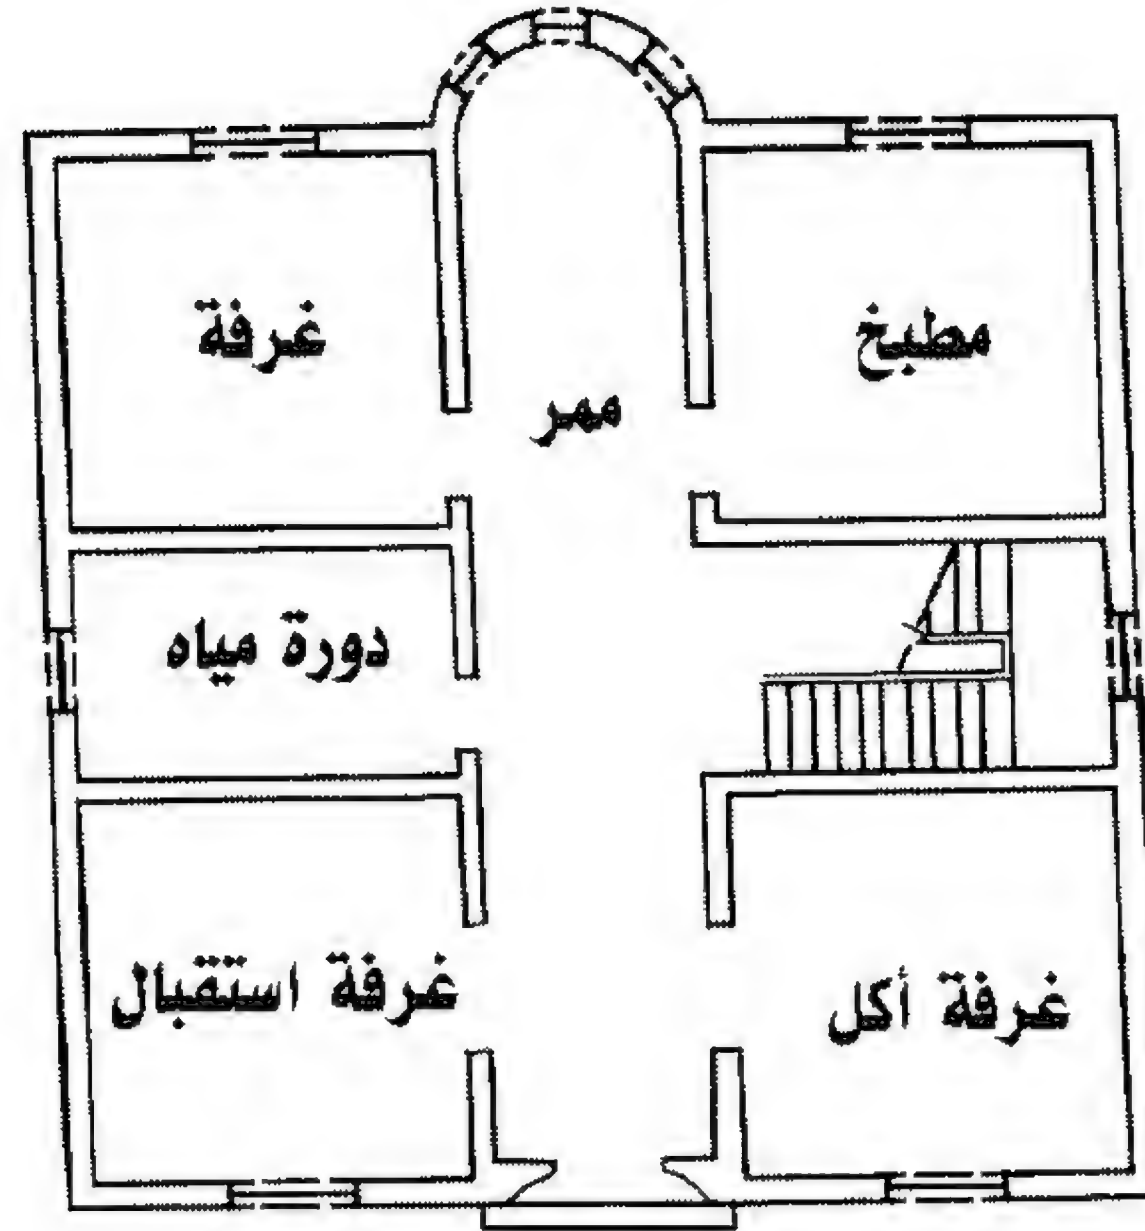 مطبخ
غرفة
ممر
دورة مياه
غرفة أكل
غرفة استقبال